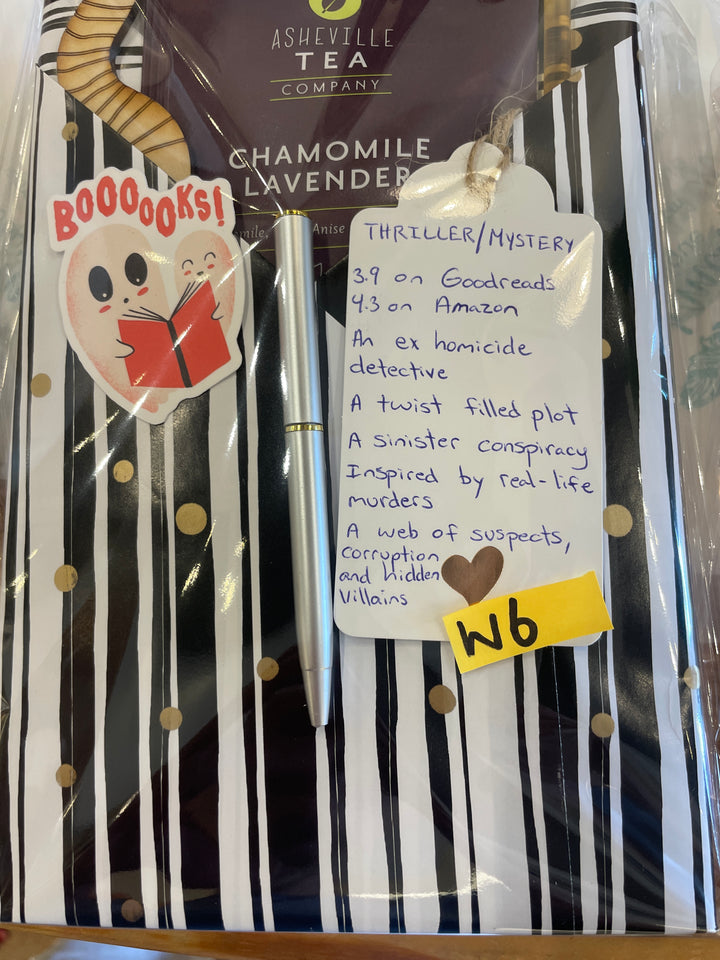 ASHEVILLE
TEA
COMPANY
CHAMOMILE
LAVENDER
Anise
BOOOOOKS!
THRILLER/MYSTERY
3.9 on Goodreads
4.3 on Amazon
An ex homicide
detective
A twist filled plot
A sinister conspiracy
Inspired by real-life
murders
A web of suspects,
corruption
and hidden
villains
W6